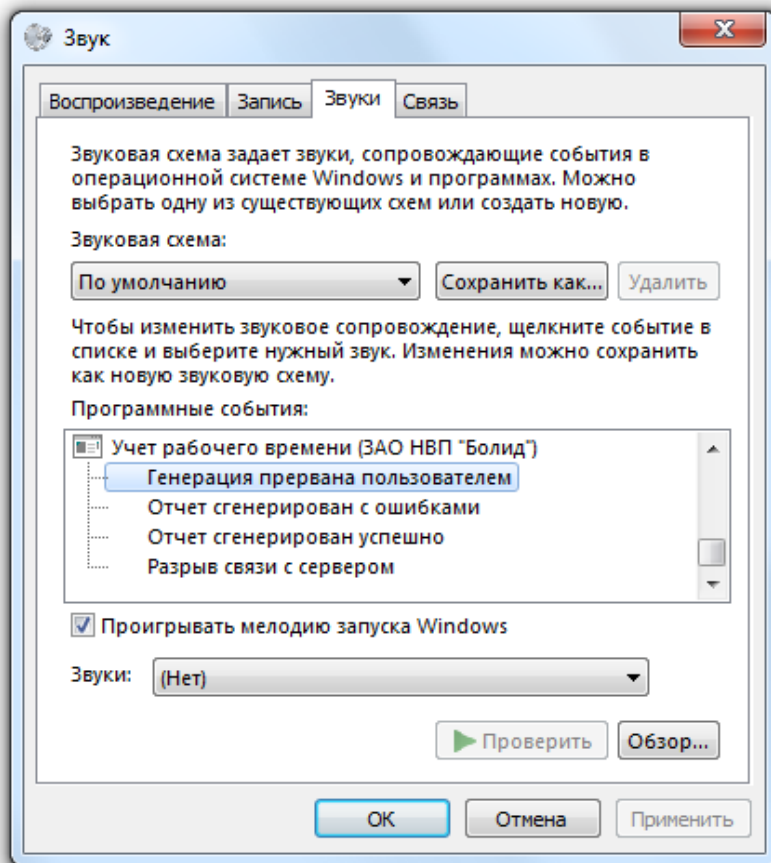 Звук
Воспроизведение Запись Звуки Связь
Звуковая схема задает звуки, сопровождающие события в
операционной системе Windows и программах. Можно
выбрать одну из существующих схем или создать новую.
Звуковая схема:
По умолчанию Сохранить как... Удалить
Чтобы изменить звуковое сопровождение, щелкните событие в
списке и выберите нужный звук. Изменения можно сохранить
как новую звуковую схему.
Программные события:
Учет рабочего времени (ЗАО НВП "Болид")
Генерация прервана пользователем
Отчет сгенерирован с ошибками
Отчет сгенерирован успешно
Разрыв связи с сервером
Проигрывать мелодию запуска Windows
Звуки: (Нет)
Проверить Обзор...
ОК Отмена Применить